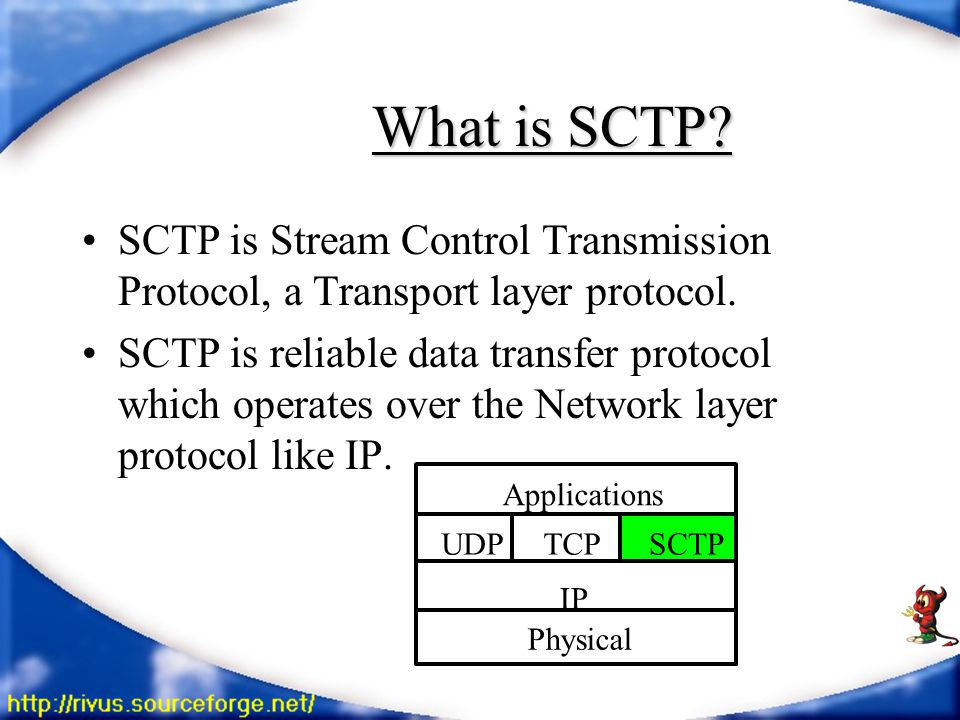 What is SCTP?
• SCTP is Stream Control Transmission
Protocol, a Transport layer protocol.
• SCTP is reliable data transfer protocol
which operates over the Network layer
protocol like IP.
Applications
UDP TCP SCTP
IP
Physical
http://rivus.sourceforge.net/